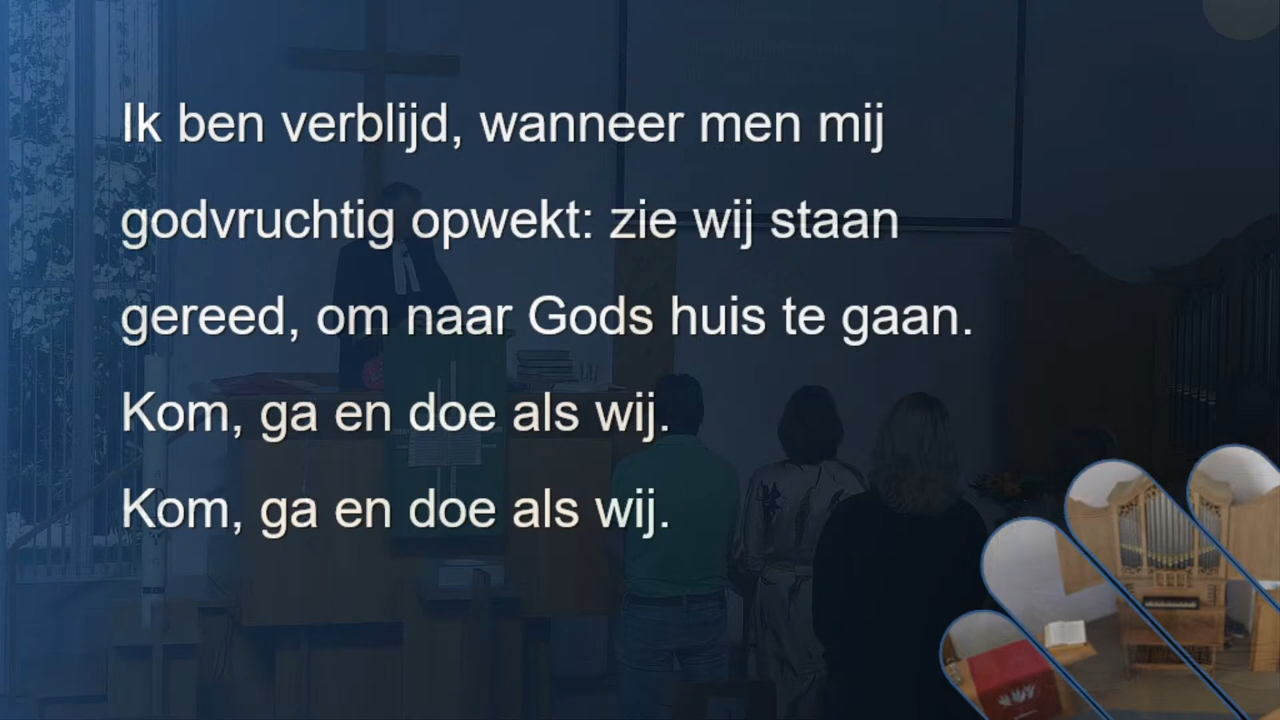 Ik ben verblijd, wanneer men mij
godvruchtig opwekt: zie wij staan
gereed, om naar Gods huis te gaan.
Kom, ga en doe als wij.
Kom, ga en doe als wij.